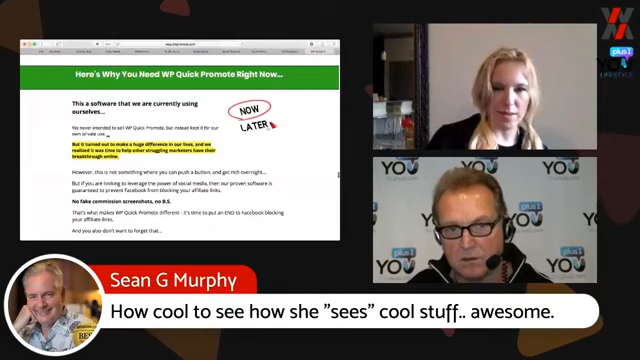 Here's Why You Need WP Quick Promote Right Now...
This a software that we are currently using
ourselves...
NOW
LATER
We never intended to sell WP Quick Promote, but instead kept it for our
own private use...
But it turned out to make a huge difference in our lives, and we
realized it was time to help other struggling marketers have their
breakthrough online.
However, this is not something where you can push a button, and get rich overnight...
But if you are looking to leverage the power of social media, then our proven software is
guaranteed to prevent Facebook from blocking your affiliate links.
No fake commission screenshots, no B.S.
That's what makes WP Quick Promote different - it's time to put an END to Facebook blocking
your affiliate links.
And you also don't want to forget that...
plus1
YOU
LIFESTYLE
plus1
YOU
YOU
Sean G Murphy
How cool to see how she "sees" cool stuff.. awesome.